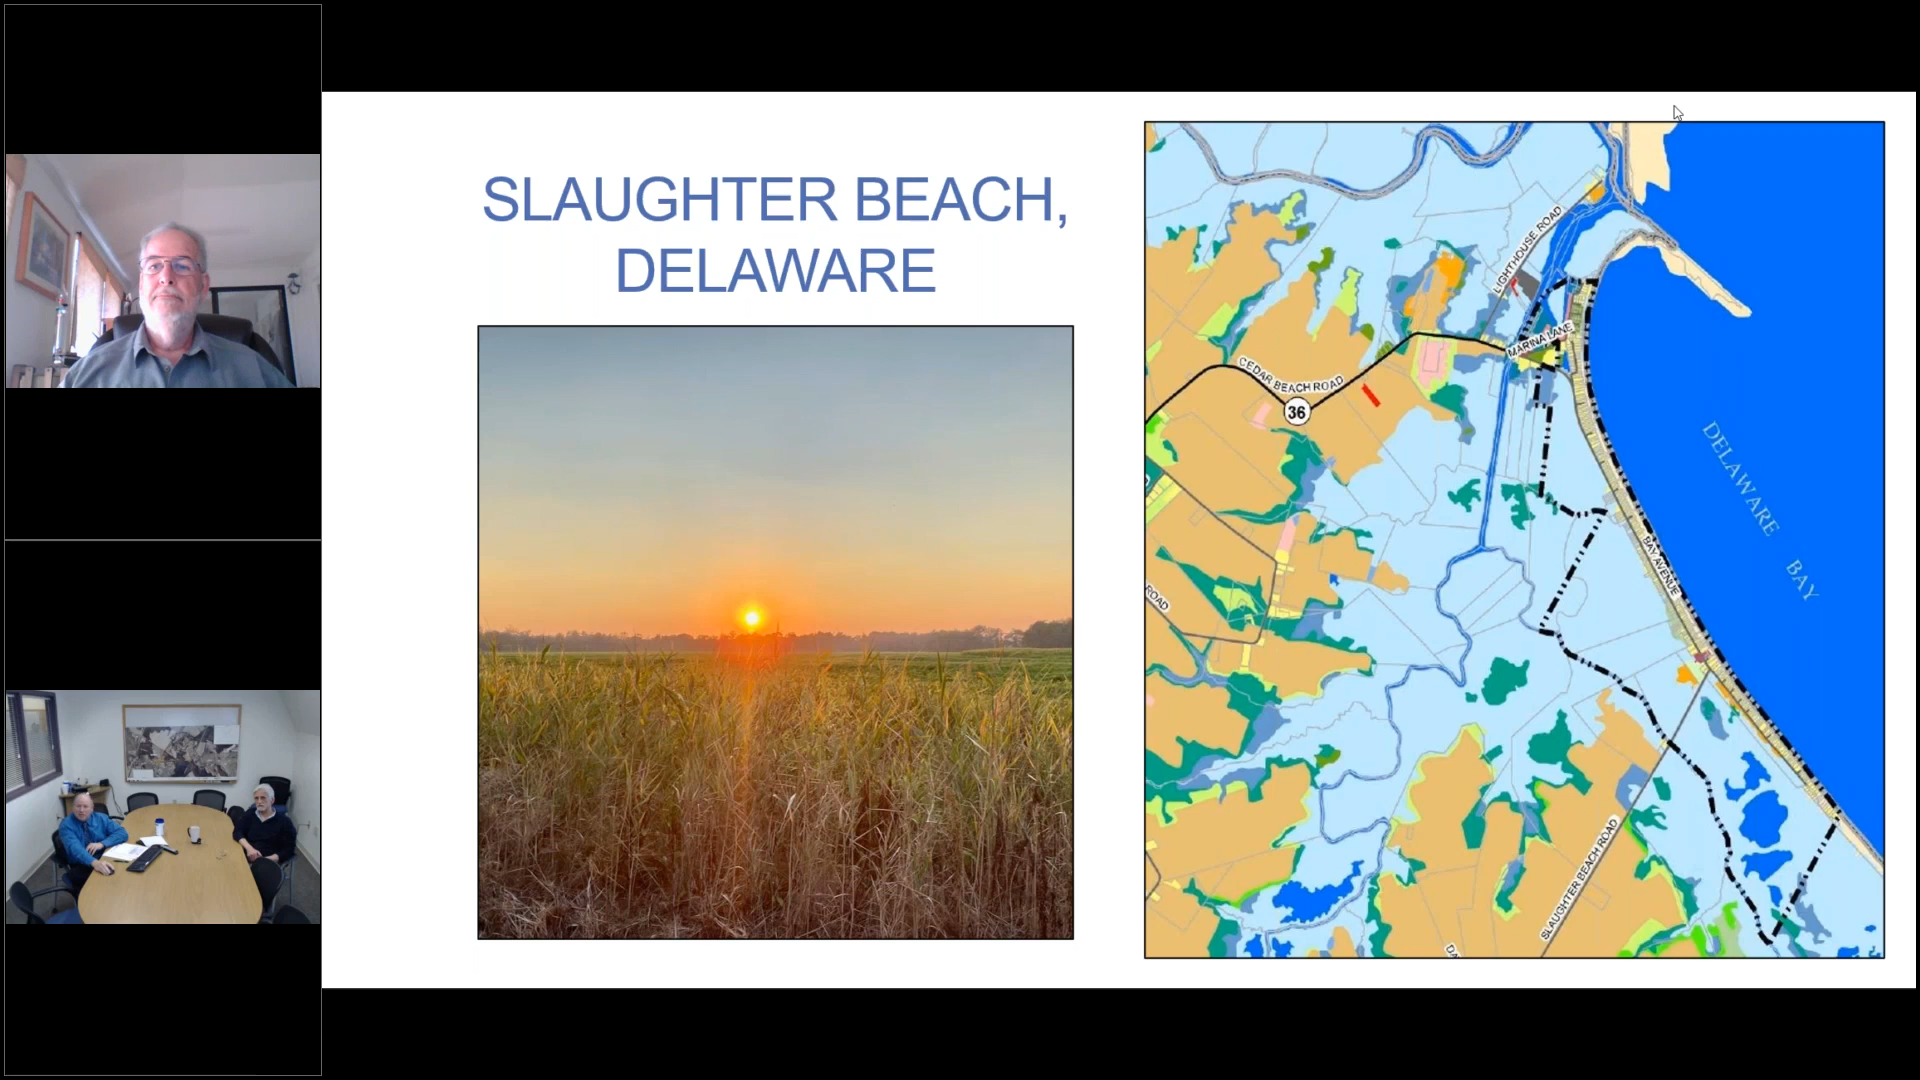 SLAUGHTER BEACH,
DELAWARE
LIGHTHOUSE ROAD
MARINA LANE
CEDAR BEACH ROAD
36
DELAWARE BAY
BAY AVENUE
ROAD
SLAUGHTER BEACH ROAD
DA